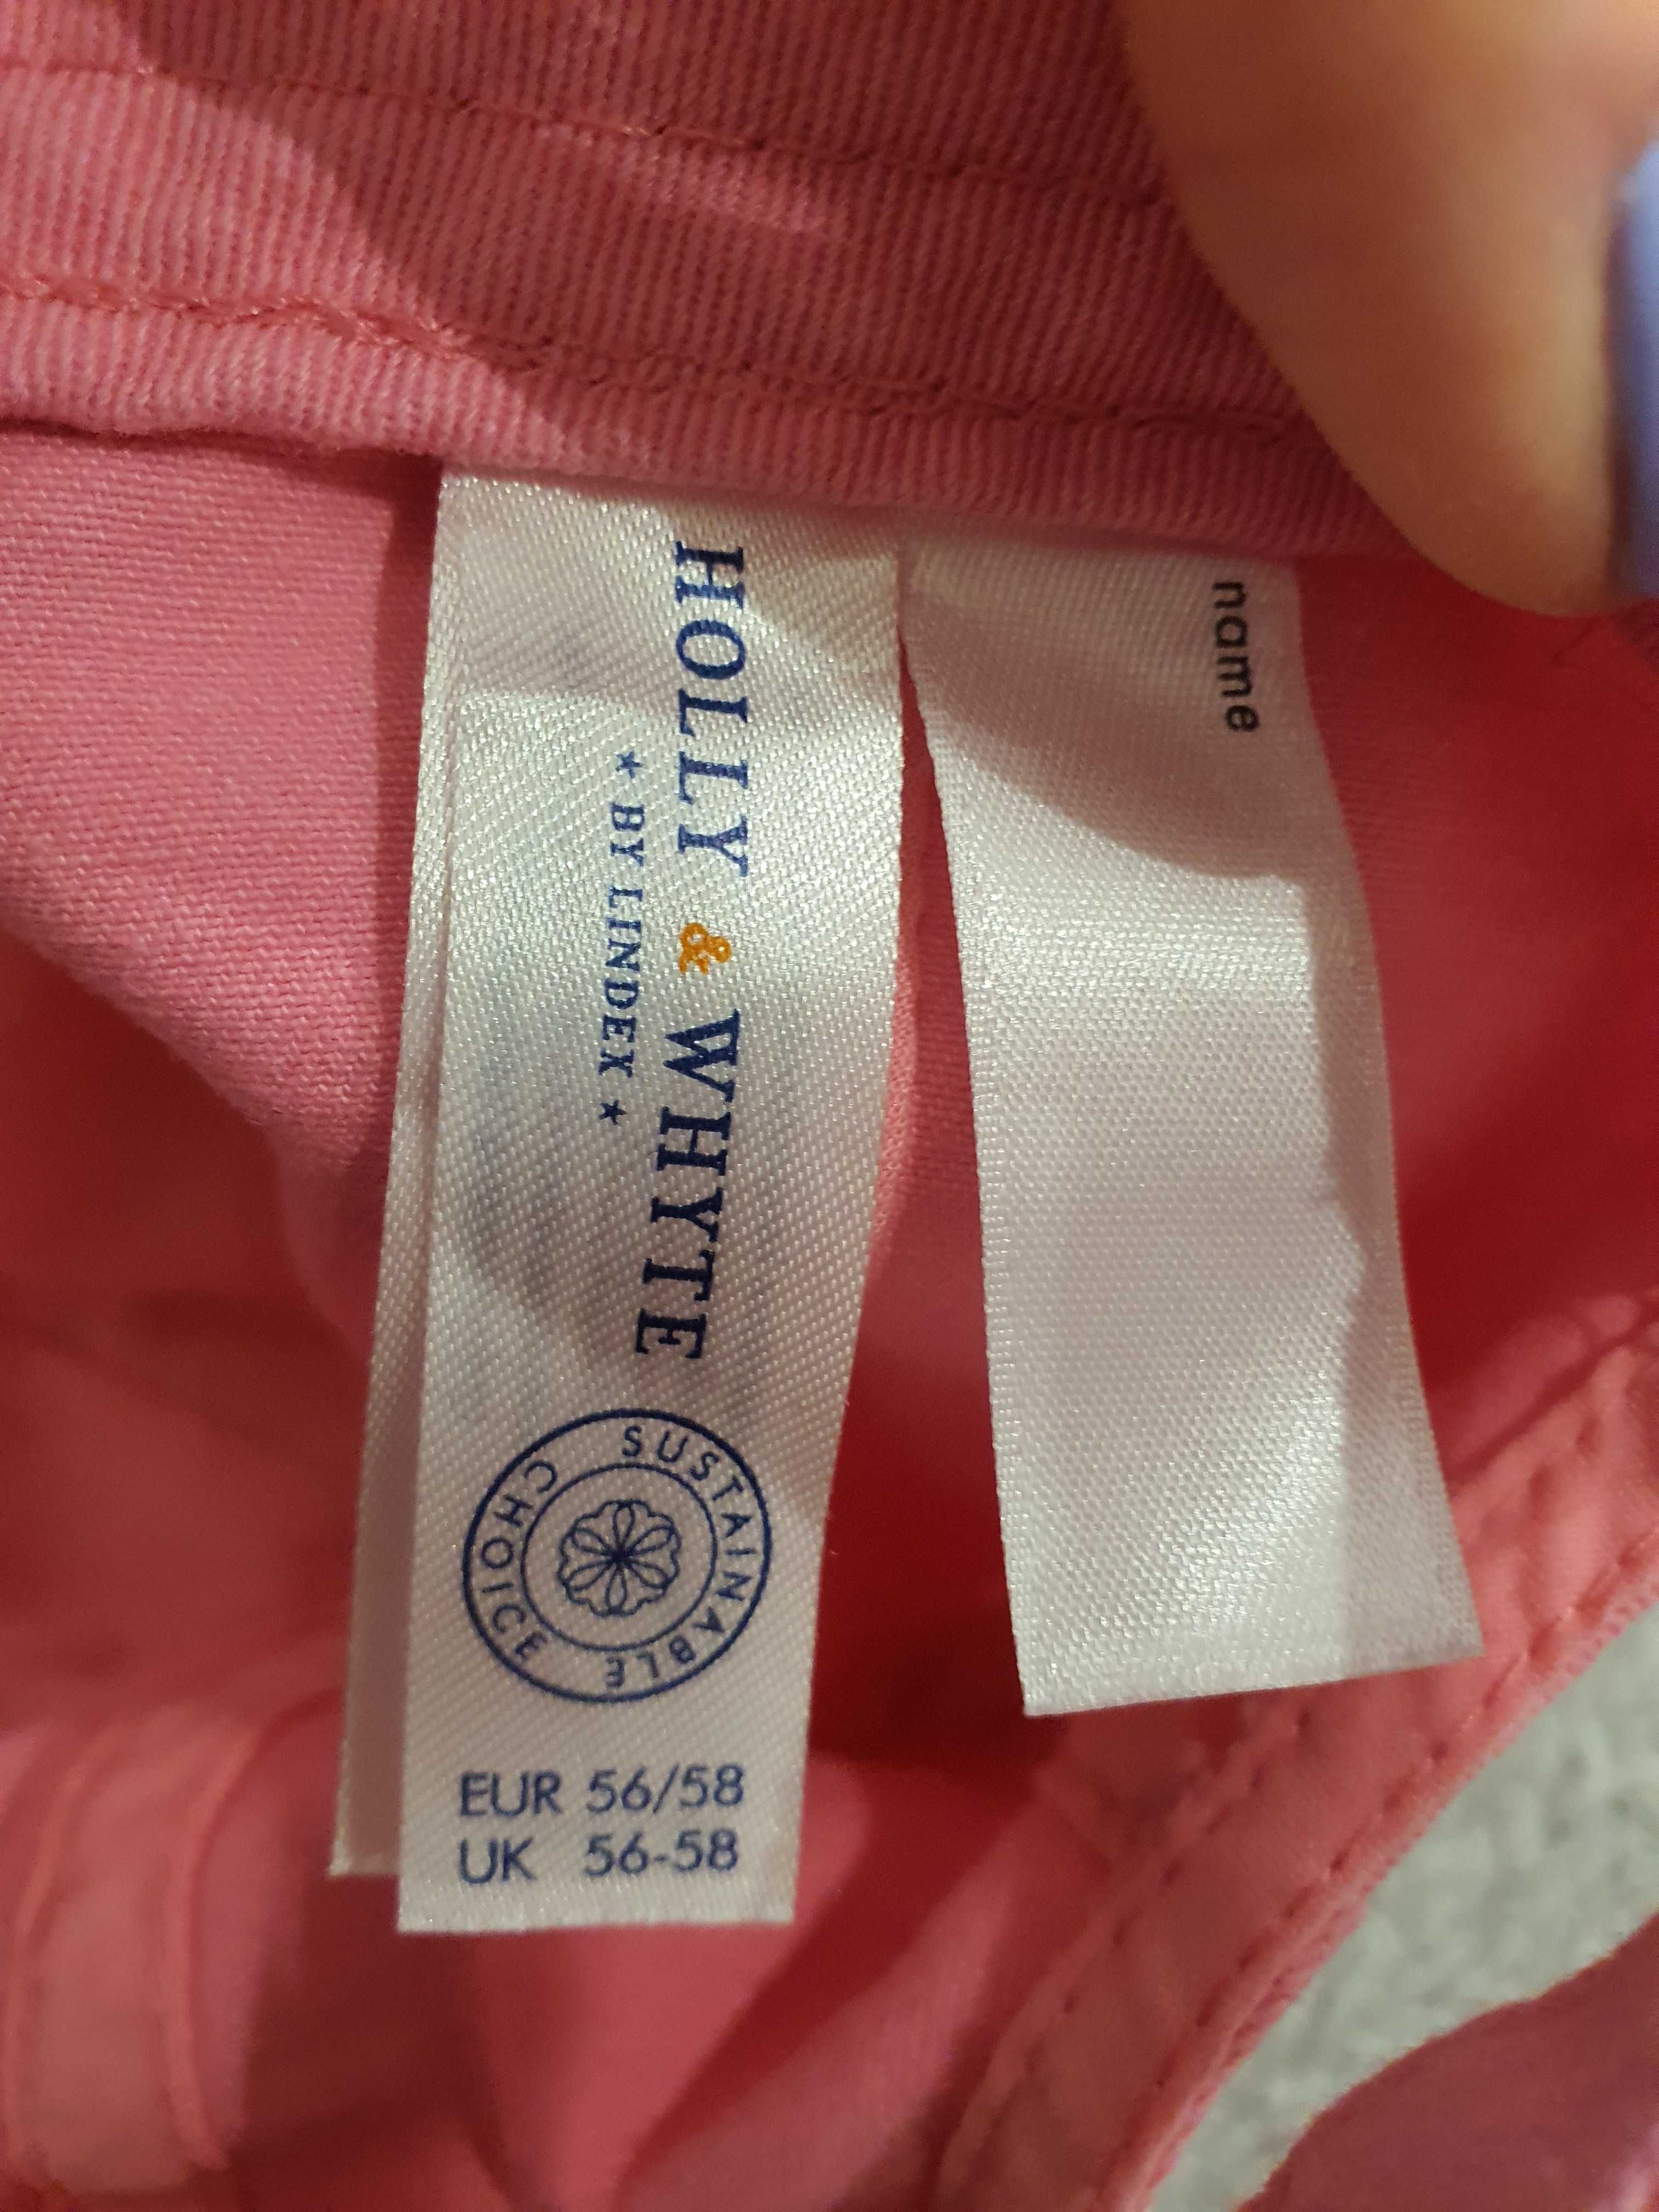 HOLLY & WHYTE
★ BY LINDEX ★
SUSTAINABLE CHOICE
EUR 56/58
UK 56-58
name